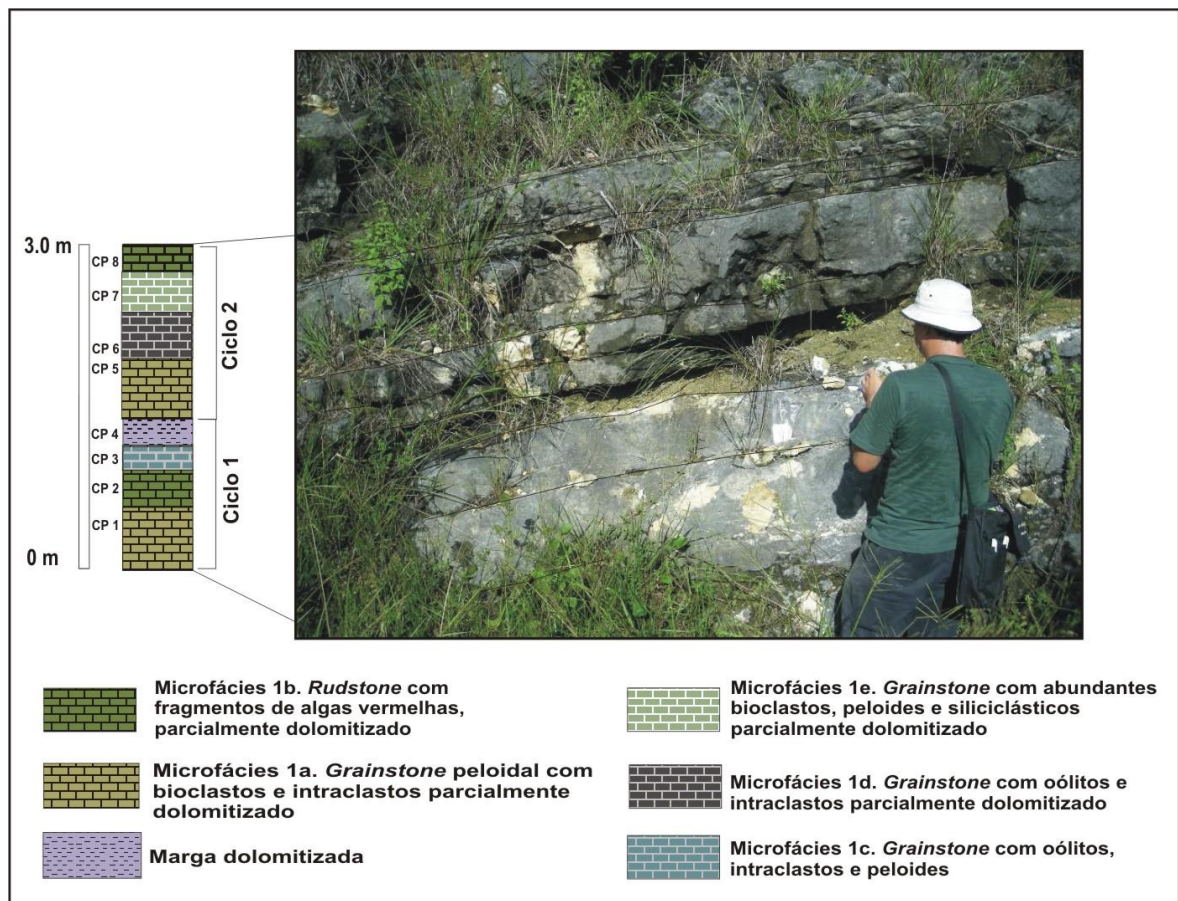 3.0 m
CP 8
CP 7
CP 6
CP 5
Ciclo 2
CP 4
CP 3
CP 2
CP 1
Ciclo 1
0 m
Microfácies 1b. Rudstone com
fragmentos de algas vermelhas,
parcialmente dolomitizado
Microfácies 1a. Grainstone peloidal com
bioclastos e intraclastos parcialmente
dolomitizado
Marga dolomitizada
Microfácies 1e. Grainstone com abundantes
bioclastos, peloides e siliciclásticos
parcialmente dolomitizado
Microfácies 1d. Grainstone com oólitos e
intraclastos parcialmente dolomitizado
Microfácies 1c. Grainstone com oólitos,
intraclastos e peloides